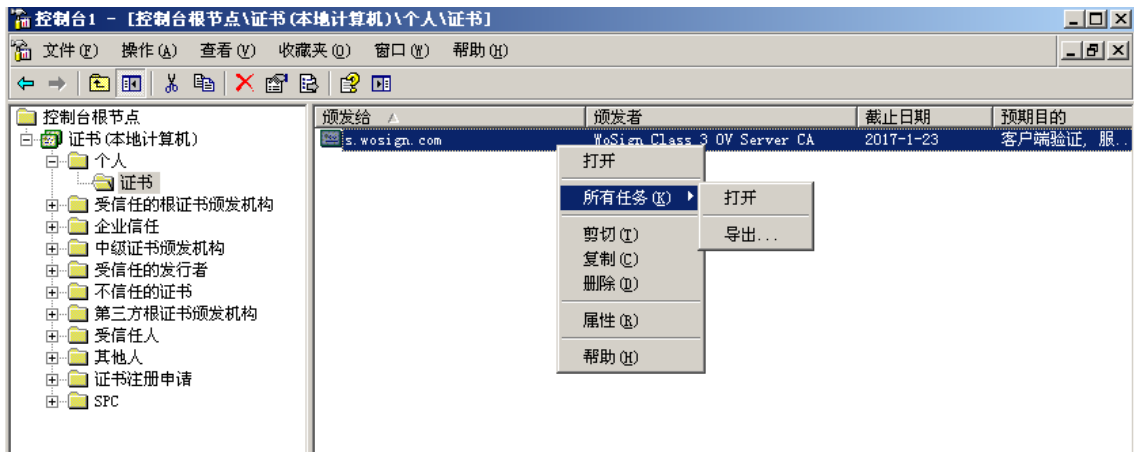 控制台1 - [控制台根节点\证书(本地计算机)\个人\证书]
文件(F) 操作(A) 查看(V) 收藏夹(O) 窗口(W) 帮助(H)
控制台根节点
证书(本地计算机)
个人
证书
受信任的根证书颁发机构
企业信任
中级证书颁发机构
受信任的发行者
不信任的证书
第三方根证书颁发机构
受信任人
其他人
证书注册申请
SPC
颁发给 颁发者 截止日期 预期目的
s.wosign.com WoSign Class 3 OV Server CA 2017-1-23 客户端验证, 服..
打开
所有任务(K)
剪切(T)
复制(C)
删除(D)
属性(R)
帮助(H)
打开
导出...